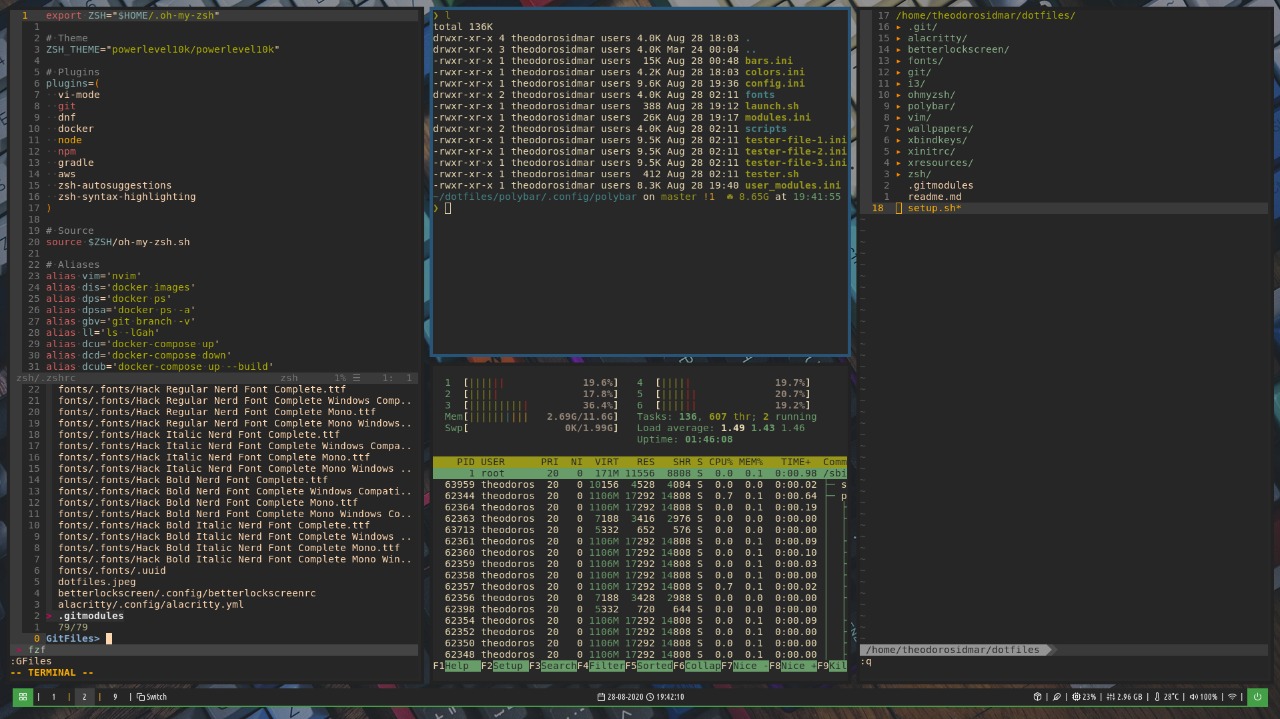 1 export ZSH="$HOME/.oh-my-zsh"
1
2 # Theme
3 ZSH_THEME="powerlevel10k/powerlevel10k"
4
5 # Plugins
6 plugins=(
7 vi-mode
8 git
9 dnf
10 docker
11 node
12 npm
13 gradle
14 aws
15 zsh-autosuggestions
16 zsh-syntax-highlighting
17 )
18
19 # Source
20 source $ZSH/oh-my-zsh.sh
21
22 # Aliases
23 alias vim='nvim'
24 alias dis='docker images'
25 alias dps='docker ps'
26 alias dpsa='docker ps -a'
27 alias gbv='git branch -v'
28 alias ll='ls -lGah'
29 alias dcu='docker-compose up'
30 alias dcd='docker-compose down'
31 alias dcub='docker-compose up --build'
zsh/.zshrc zsh 1% ☰ 1: 1
22 fonts/.fonts/Hack Regular Nerd Font Complete.ttf
21 fonts/.fonts/Hack Regular Nerd Font Complete Windows Comp..
20 fonts/.fonts/Hack Regular Nerd Font Complete Mono.ttf
19 fonts/.fonts/Hack Regular Nerd Font Complete Mono Windows..
18 fonts/.fonts/Hack Italic Nerd Font Complete.ttf
17 fonts/.fonts/Hack Italic Nerd Font Complete Windows Compa..
16 fonts/.fonts/Hack Italic Nerd Font Complete Mono.ttf
15 fonts/.fonts/Hack Italic Nerd Font Complete Mono Windows ..
14 fonts/.fonts/Hack Bold Nerd Font Complete.ttf
13 fonts/.fonts/Hack Bold Nerd Font Complete Windows Compati..
12 fonts/.fonts/Hack Bold Nerd Font Complete Mono.ttf
11 fonts/.fonts/Hack Bold Nerd Font Complete Mono Windows Co..
10 fonts/.fonts/Hack Bold Italic Nerd Font Complete.ttf
9 fonts/.fonts/Hack Bold Italic Nerd Font Complete Windows ..
8 fonts/.fonts/Hack Bold Italic Nerd Font Complete Mono.ttf
7 fonts/.fonts/Hack Bold Italic Nerd Font Complete Mono Win..
6 fonts/.fonts/.uuid
5 dotfiles.jpeg
4 betterlockscreen/.config/betterlockscreenrc
3 alacritty/.config/alacritty.yml
2 > .gitmodules
1 79/79
0 GitFiles>
> fzf
:GFiles
-- TERMINAL --
❯ l
total 136K
drwxr-xr-x 4 theodorosidmar users 4.0K Aug 28 18:03 .
drwxr-xr-x 3 theodorosidmar users 4.0K Mar 24 00:04 ..
-rwxr-xr-x 1 theodorosidmar users 15K Aug 28 00:48 bars.ini
-rwxr-xr-x 1 theodorosidmar users 4.2K Aug 28 18:03 colors.ini
-rwxr-xr-x 1 theodorosidmar users 9.6K Aug 28 19:36 config.ini
drwxr-xr-x 2 theodorosidmar users 4.0K Aug 28 02:11 fonts
-rwxr-xr-x 1 theodorosidmar users 388 Aug 28 19:12 launch.sh
-rwxr-xr-x 1 theodorosidmar users 26K Aug 28 19:17 modules.ini
drwxr-xr-x 2 theodorosidmar users 4.0K Aug 28 02:11 scripts
-rwxr-xr-x 1 theodorosidmar users 9.5K Aug 28 02:11 tester-file-1.ini
-rwxr-xr-x 1 theodorosidmar users 9.5K Aug 28 02:11 tester-file-2.ini
-rwxr-xr-x 1 theodorosidmar users 9.5K Aug 28 02:11 tester-file-3.ini
-rwxr-xr-x 1 theodorosidmar users 412 Aug 28 02:11 tester.sh
-rwxr-xr-x 1 theodorosidmar users 8.3K Aug 28 19:40 user_modules.ini
~/dotfiles/polybar/.config/polybar on master !1 8.65G at 19:41:55
❯
1 [|||||| 19.6%] 4 [||||| 19.7%]
2 [||||| 17.8%] 5 [|||||| 20.7%]
3 [|||||||||| 36.4%] 6 [|||||| 19.2%]
Mem[|||||||||| 2.69G/11.6G] Tasks: 136, 607 thr; 2 running
Swp[ 0K/1.99G] Load average: 1.49 1.43 1.46
Uptime: 01:46:08
PID USER PRI NI VIRT RES SHR S CPU% MEM% TIME+ Comm
1 root 20 0 171M 11556 8808 S 0.0 0.1 0:00.98 /sbi
63959 theodoros 20 0 10156 4528 4084 S 0.0 0.0 0:00.02 ├─ s
62344 theodoros 20 0 1106M 17292 14808 S 0.7 0.1 0:00.64 ├─ p
62364 theodoros 20 0 1106M 17292 14808 S 0.0 0.1 0:00.19
62363 theodoros 20 0 7188 3416 2976 S 0.0 0.0 0:00.00
63713 theodoros 20 0 5332 652 576 S 0.0 0.0 0:00.00
62361 theodoros 20 0 1106M 17292 14808 S 0.0 0.1 0:00.09
62360 theodoros 20 0 1106M 17292 14808 S 0.0 0.1 0:00.10
62359 theodoros 20 0 1106M 17292 14808 S 0.0 0.1 0:00.03
62358 theodoros 20 0 1106M 17292 14808 S 0.0 0.1 0:00.00
62357 theodoros 20 0 1106M 17292 14808 S 0.7 0.1 0:00.02
62356 theodoros 20 0 7188 3428 2988 S 0.0 0.0 0:00.00
62398 theodoros 20 0 5332 720 644 S 0.0 0.0 0:00.00
62354 theodoros 20 0 1106M 17292 14808 S 0.0 0.1 0:00.00
62352 theodoros 20 0 1106M 17292 14808 S 0.0 0.1 0:00.00
62350 theodoros 20 0 1106M 17292 14808 S 0.0 0.1 0:00.00
62348 theodoros 20 0 1106M 17292 14808 S 0.0 0.1 0:00.00
F1Help F2Setup F3SearchF4FilterF5SortedF6CollapF7Nice -F8Nice +F9Kil
17 /home/theodorosidmar/dotfiles/
16 ▸ .git/
15 ▸ alacritty/
14 ▸ betterlockscreen/
13 ▸ fonts/
12 ▸ git/
11 ▸ i3/
10 ▸ ohmyzsh/
9 ▸ polybar/
8 ▸ vim/
7 ▸ wallpapers/
6 ▸ xbindkeys/
5 ▸ xinitrc/
4 ▸ xresources/
3 ▸ zsh/
2 .gitmodules
1 readme.md
18 setup.sh*
/home/theodorosidmar/dotfiles
:q
1 | 2 | 9 | Switch
28-08-2020 19:42:10
| | 23% | 2.96 GB | 28°C | 100% | |